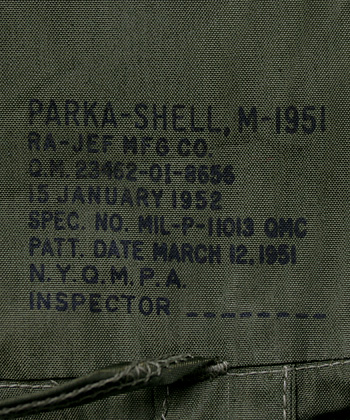 PARKA-SHELL, M-1951
RA-JEF MFG CO.
Q.M. 23462-OI-8656
15 JANUARY 1952
SPEC. NO. MIL-P-11013 QMC
PATT. DATE MARCH 12, 1951
N.Y.Q.M.P.A.
INSPECTOR _ _ _ _ _ _ _ _